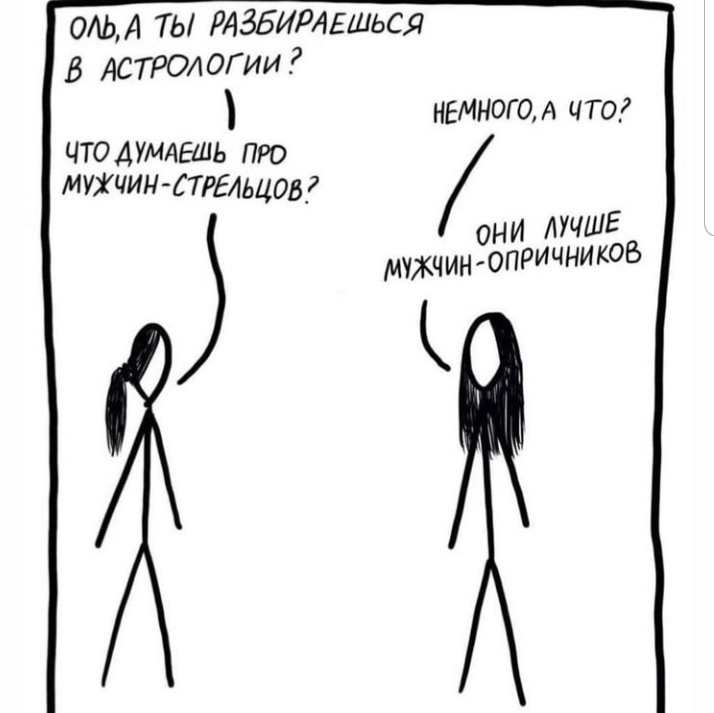 ОЛЬ, А ТЫ РАЗБИРАЕШЬСЯ
В АСТРОЛОГИИ?
НЕМНОГО, А ЧТО?
ЧТО ДУМАЕШЬ ПРО
МУЖЧИН-СТРЕЛЬЦОВ?
ОНИ ЛУЧШЕ
МУЖЧИН-ОПРИЧНИКОВ